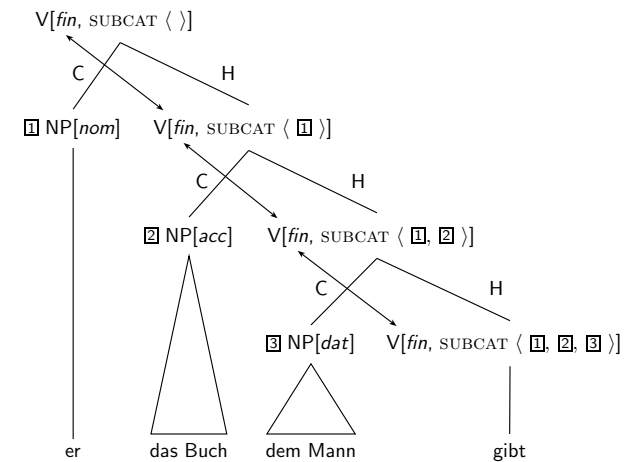 V[fin, SUBCAT ⟨ ⟩]
C H
1 NP[nom] V[fin, SUBCAT ⟨ 1 ⟩]
C H
2 NP[acc] V[fin, SUBCAT ⟨ 1, 2 ⟩]
C H
3 NP[dat] V[fin, SUBCAT ⟨ 1, 2, 3 ⟩]
er das Buch dem Mann gibt